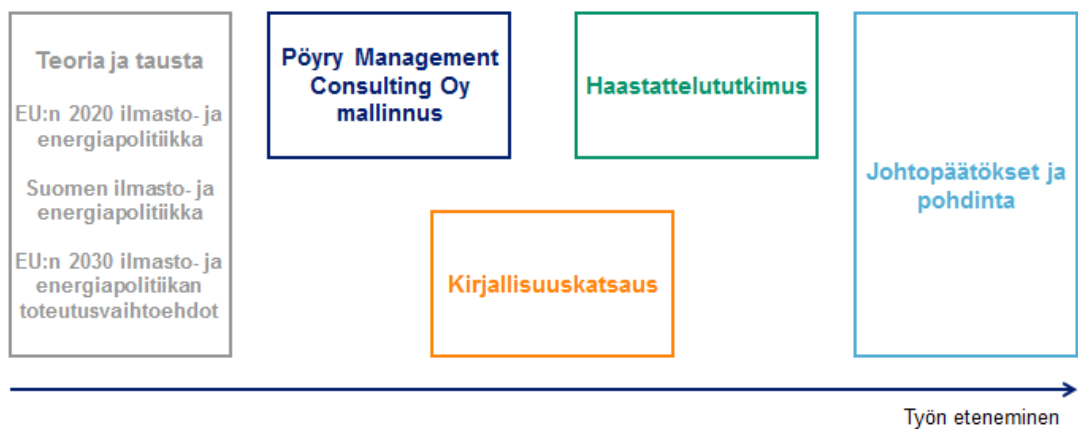 Teoria ja tausta
EU:n 2020 ilmasto- ja
energiapolitiikka
Suomen ilmasto- ja
energiapolitiikka
EU:n 2030 ilmasto- ja
energiapolitiikan
toteutusvaihtoehdot
Pöyry Management
Consulting Oy
mallinnus
Kirjallisuuskatsaus
Haastattelututkimus
Johtopäätökset ja
pohdinta
Työn eteneminen